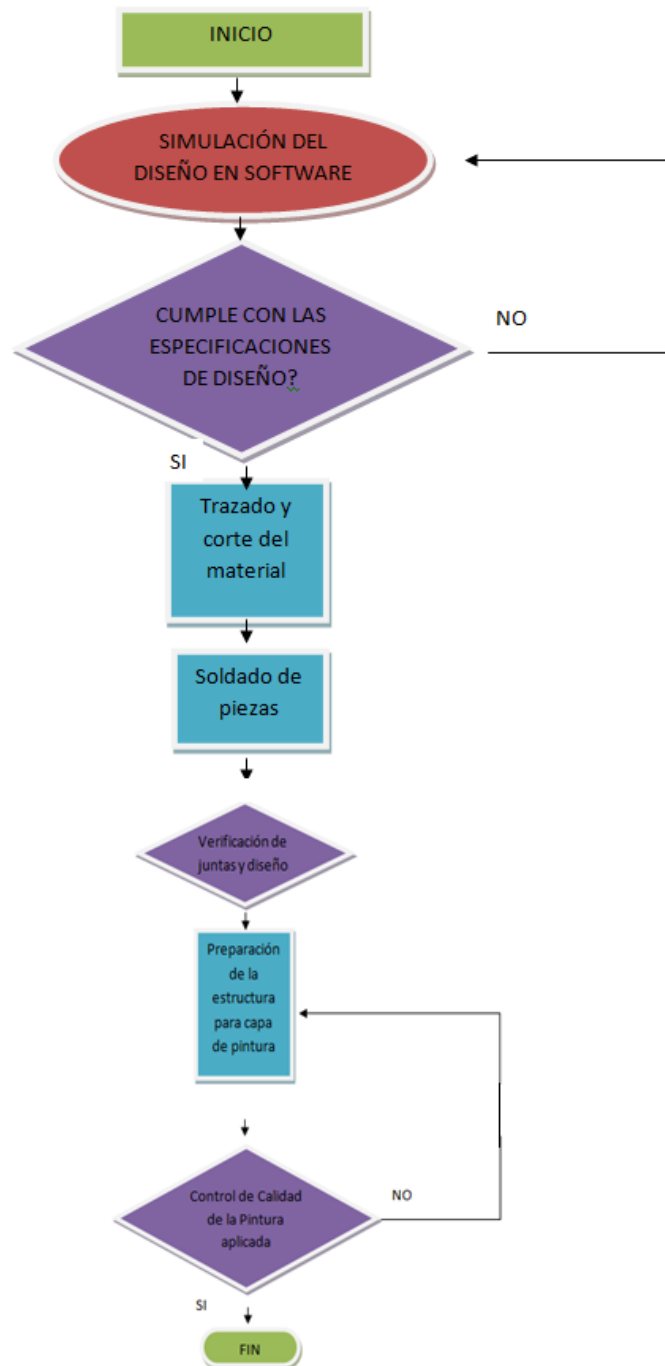 INICIO
SIMULACIÓN DEL
DISEÑO EN SOFTWARE
CUMPLE CON LAS
ESPECIFICACIONES
DE DISEÑO?
NO
SI
Trazado y
corte del
material
Soldado de
piezas
Verificación de
juntas y diseño
Preparación
de la
estructura
para capa
de pintura
Control de Calidad
de la Pintura
aplicada
NO
SI
FIN